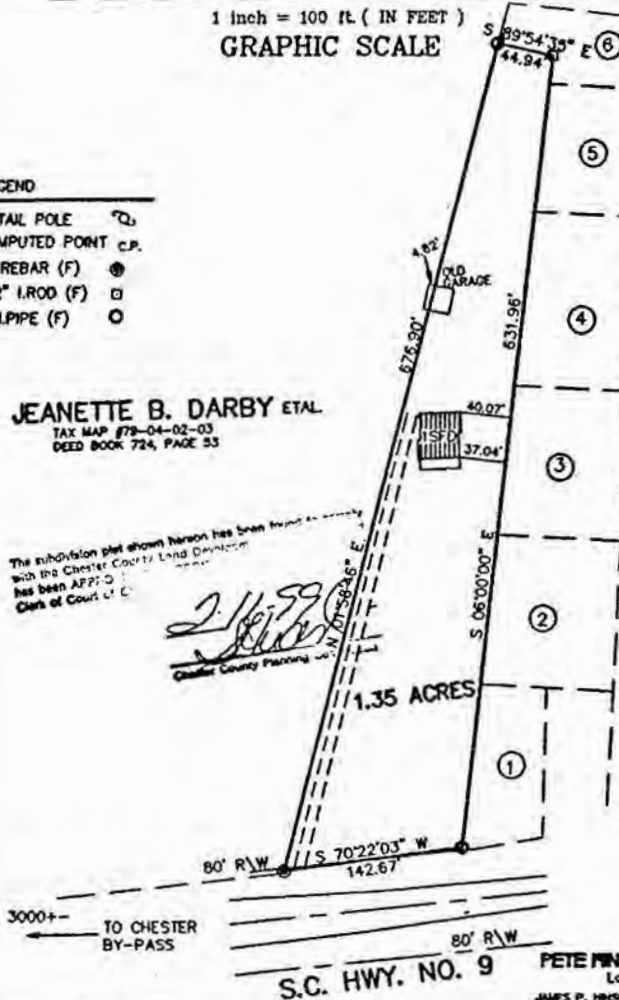 1 inch = 100 ft. ( IN FEET )
GRAPHIC SCALE
S 89°54'35" E
44.94'
6
5
4
3
2
1
GEND
TAIL POLE
MPUTED POINT C.P.
REBAR (F)
2" I.ROD (F)
I.PIPE (F)
4.82'
OLD
GARAGE
676.90'
631.96'
JEANETTE B. DARBY ETAL
TAX MAP #79-04-02-03
DEED BOOK 724, PAGE 53
40.07'
1SFD
37.04'
The subdivision plat shown hereon has been found to comply
with the Chester County Land
has been
Clerk of Court
2-11-99
Chester County Planning
N 01°58'46" E
S 06°00'00" E
1.35 ACRES
80' R\W
S 70°22'03" W
142.67'
3000+-
TO CHESTER
BY-PASS
80' R\W
S.C. HWY. NO. 9
PETE